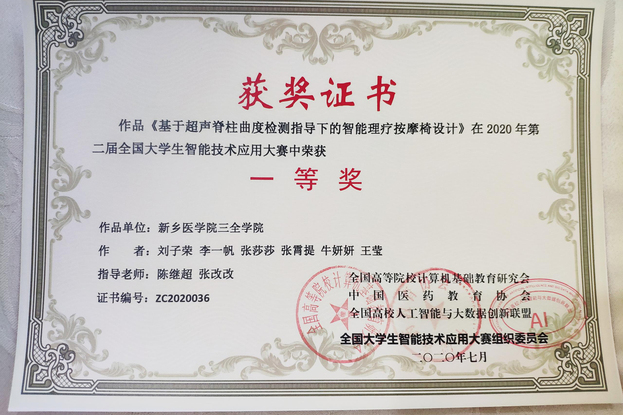 获奖证书
作品《基于超声脊柱曲度检测指导下的智能理疗按摩椅设计》在 2020 年第
二届全国大学生智能技术应用大赛中荣获
一等奖
作品单位：新乡医学院三全学院
作　　者：刘子荣 李一帆 张莎莎 张霄提 牛妍妍 王莹
指导老师：陈继超 张改改
证书编号：ZC2020036
全国高等院校计算机基础教育研究会
中国医药教育协会
全国高校人工智能与大数据创新联盟
AI
全国大学生智能技术应用大赛组织委员会
二〇二〇年七月